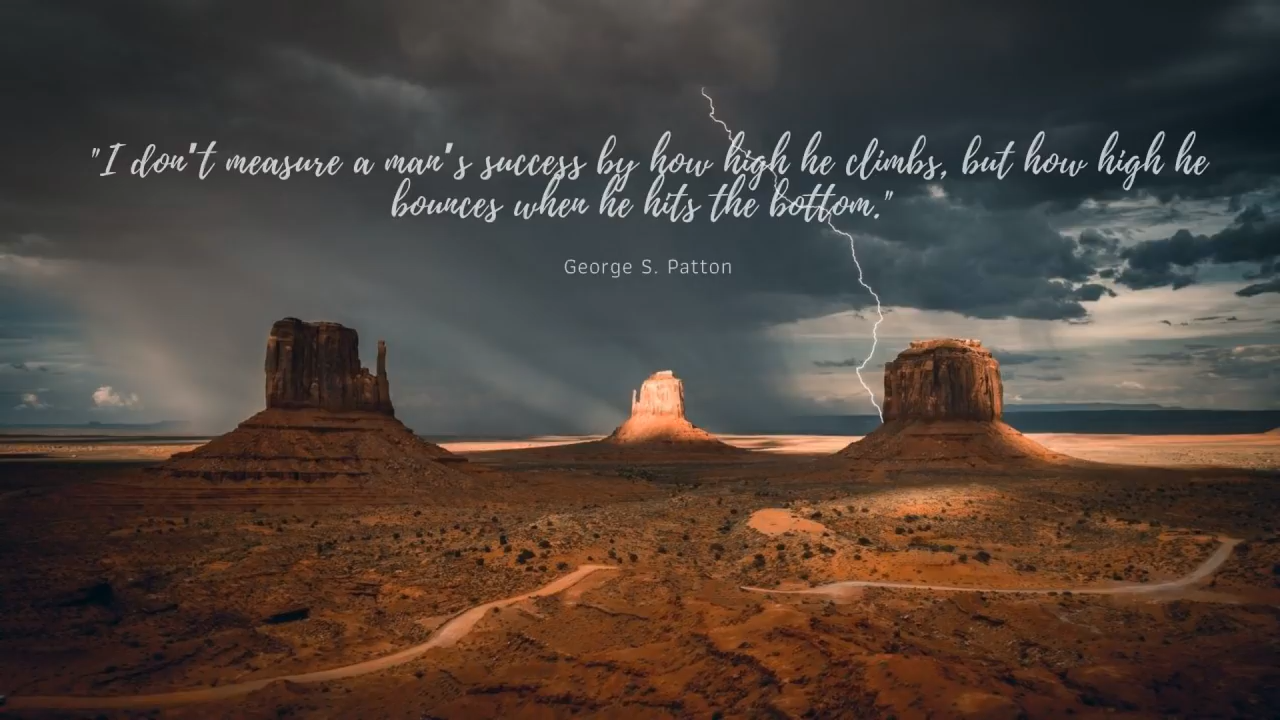 "I don't measure a man's success by how high he climbs, but how high he
bounces when he hits the bottom."
George S. Patton